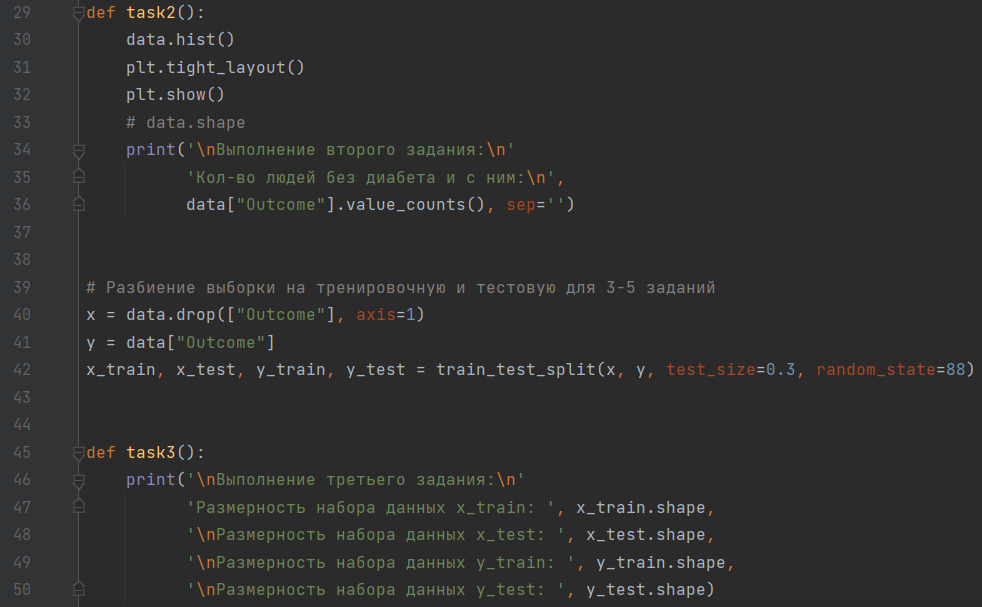 29 def task2():
30     data.hist()
31     plt.tight_layout()
32     plt.show()
33     # data.shape
34     print('\nВыполнение второго задания:\n'
35           'Кол-во людей без диабета и с ним:\n',
36           data["Outcome"].value_counts(), sep='')
37
38
39 # Разбиение выборки на тренировочную и тестовую для 3-5 заданий
40 x = data.drop(["Outcome"], axis=1)
41 y = data["Outcome"]
42 x_train, x_test, y_train, y_test = train_test_split(x, y, test_size=0.3, random_state=88)
43
44
45 def task3():
46     print('\nВыполнение третьего задания:\n'
47           'Размерность набора данных x_train: ', x_train.shape,
48           '\nРазмерность набора данных x_test: ', x_test.shape,
49           '\nРазмерность набора данных y_train: ', y_train.shape,
50           '\nРазмерность набора данных y_test: ', y_test.shape)